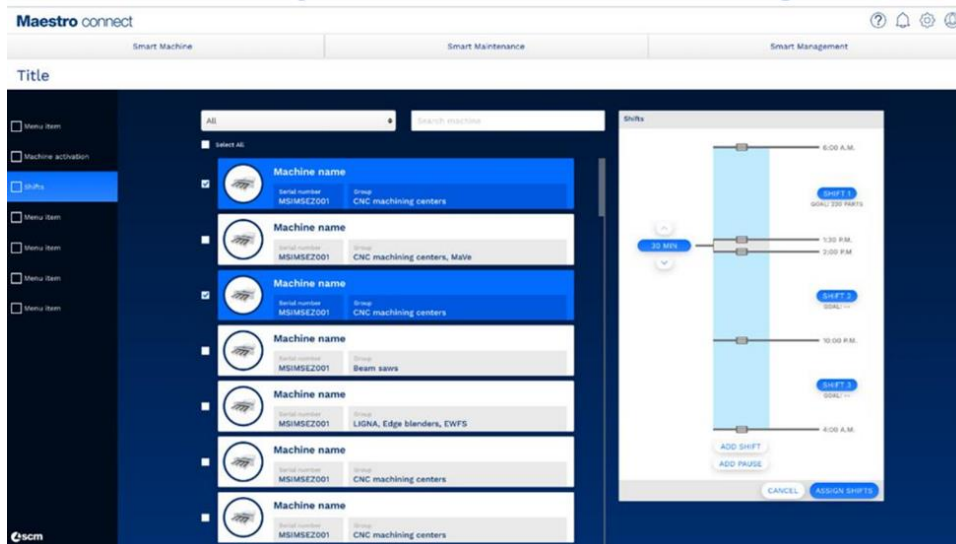 Maestro connect
Smart Machine
Smart Maintenance
Smart Management
Title
Menu item
Machine activation
Shifts
Menu item
Menu item
Menu item
Menu item
scm
All
Search machine
Select All
Machine name
Serial number Group
MSIMSEZ001 CNC machining centers
Machine name
Serial number Group
MSIMSEZ001 CNC machining centers, MaVe
Machine name
Serial number Group
MSIMSEZ001 CNC machining centers
Machine name
Serial number Group
MSIMSEZ001 Beam saws
Machine name
Serial number Group
MSIMSEZ001 LIGNA, Edge blenders, EWFS
Machine name
Serial number Group
MSIMSEZ001 CNC machining centers
Machine name
Serial number Group
MSIMSEZ001 CNC machining centers
Shifts
6:00 A.M.
SHIFT 1
GOAL/ 220 PARTS
30 MIN
1:30 P.M.
2:00 P.M
SHIFT 2
GOAL/ --
10:00 P.M.
SHIFT 3
GOAL/ --
4:00 A.M.
ADD SHIFT
ADD PAUSE
CANCEL
ASSIGN SHIFTS